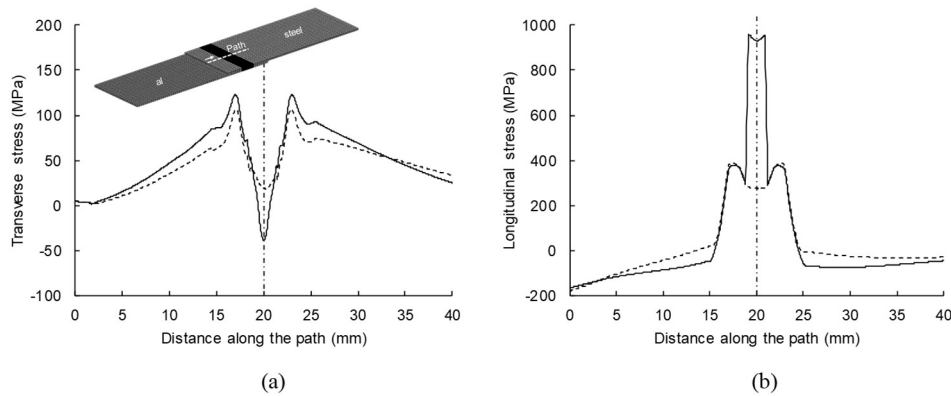 200
150
100
50
0
-50
-100
Transverse stress (MPa)
al
Path
steel
0 5 10 15 20 25 30 35 40
Distance along the path (mm)
(a)
1000
800
600
400
200
0
-200
Longitudinal stress (MPa)
0 5 10 15 20 25 30 35 40
Distance along the path (mm)
(b)